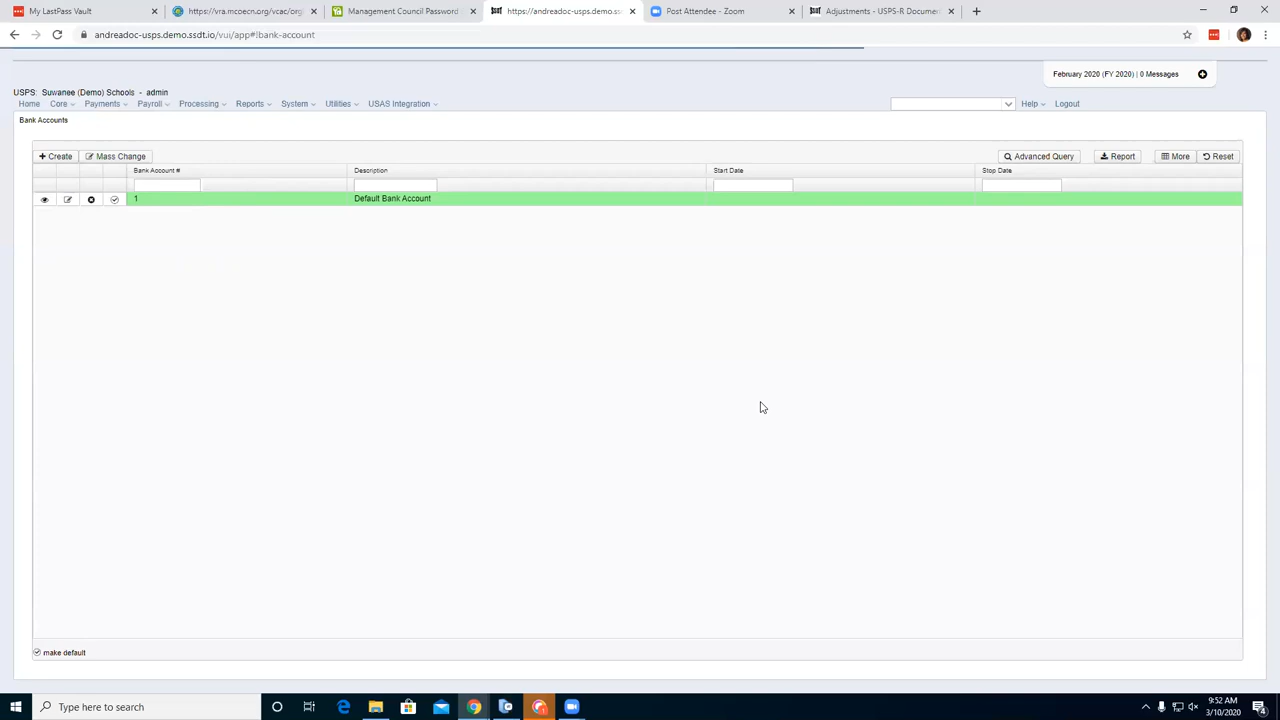 My LastPass Vault
https://vra.mcoecn.org/vcac/org
Management Council Password
https://andreadoc-usps.demo.ss
Post Attendee - Zoom
Adjustments - USPS-R Documen
andreadoc-usps.demo.ssdt.io/vui/app#!bank-account
February 2020 (FY 2020) | 0 Messages
USPS: Suwanee (Demo) Schools - admin
Home Core Payments Payroll Processing Reports System Utilities USAS Integration Help Logout
Bank Accounts
Create Mass Change Advanced Query Report More Reset
Bank Account # Description Start Date Stop Date
1 Default Bank Account
make default
Type here to search
9:52 AM
3/10/2020
4